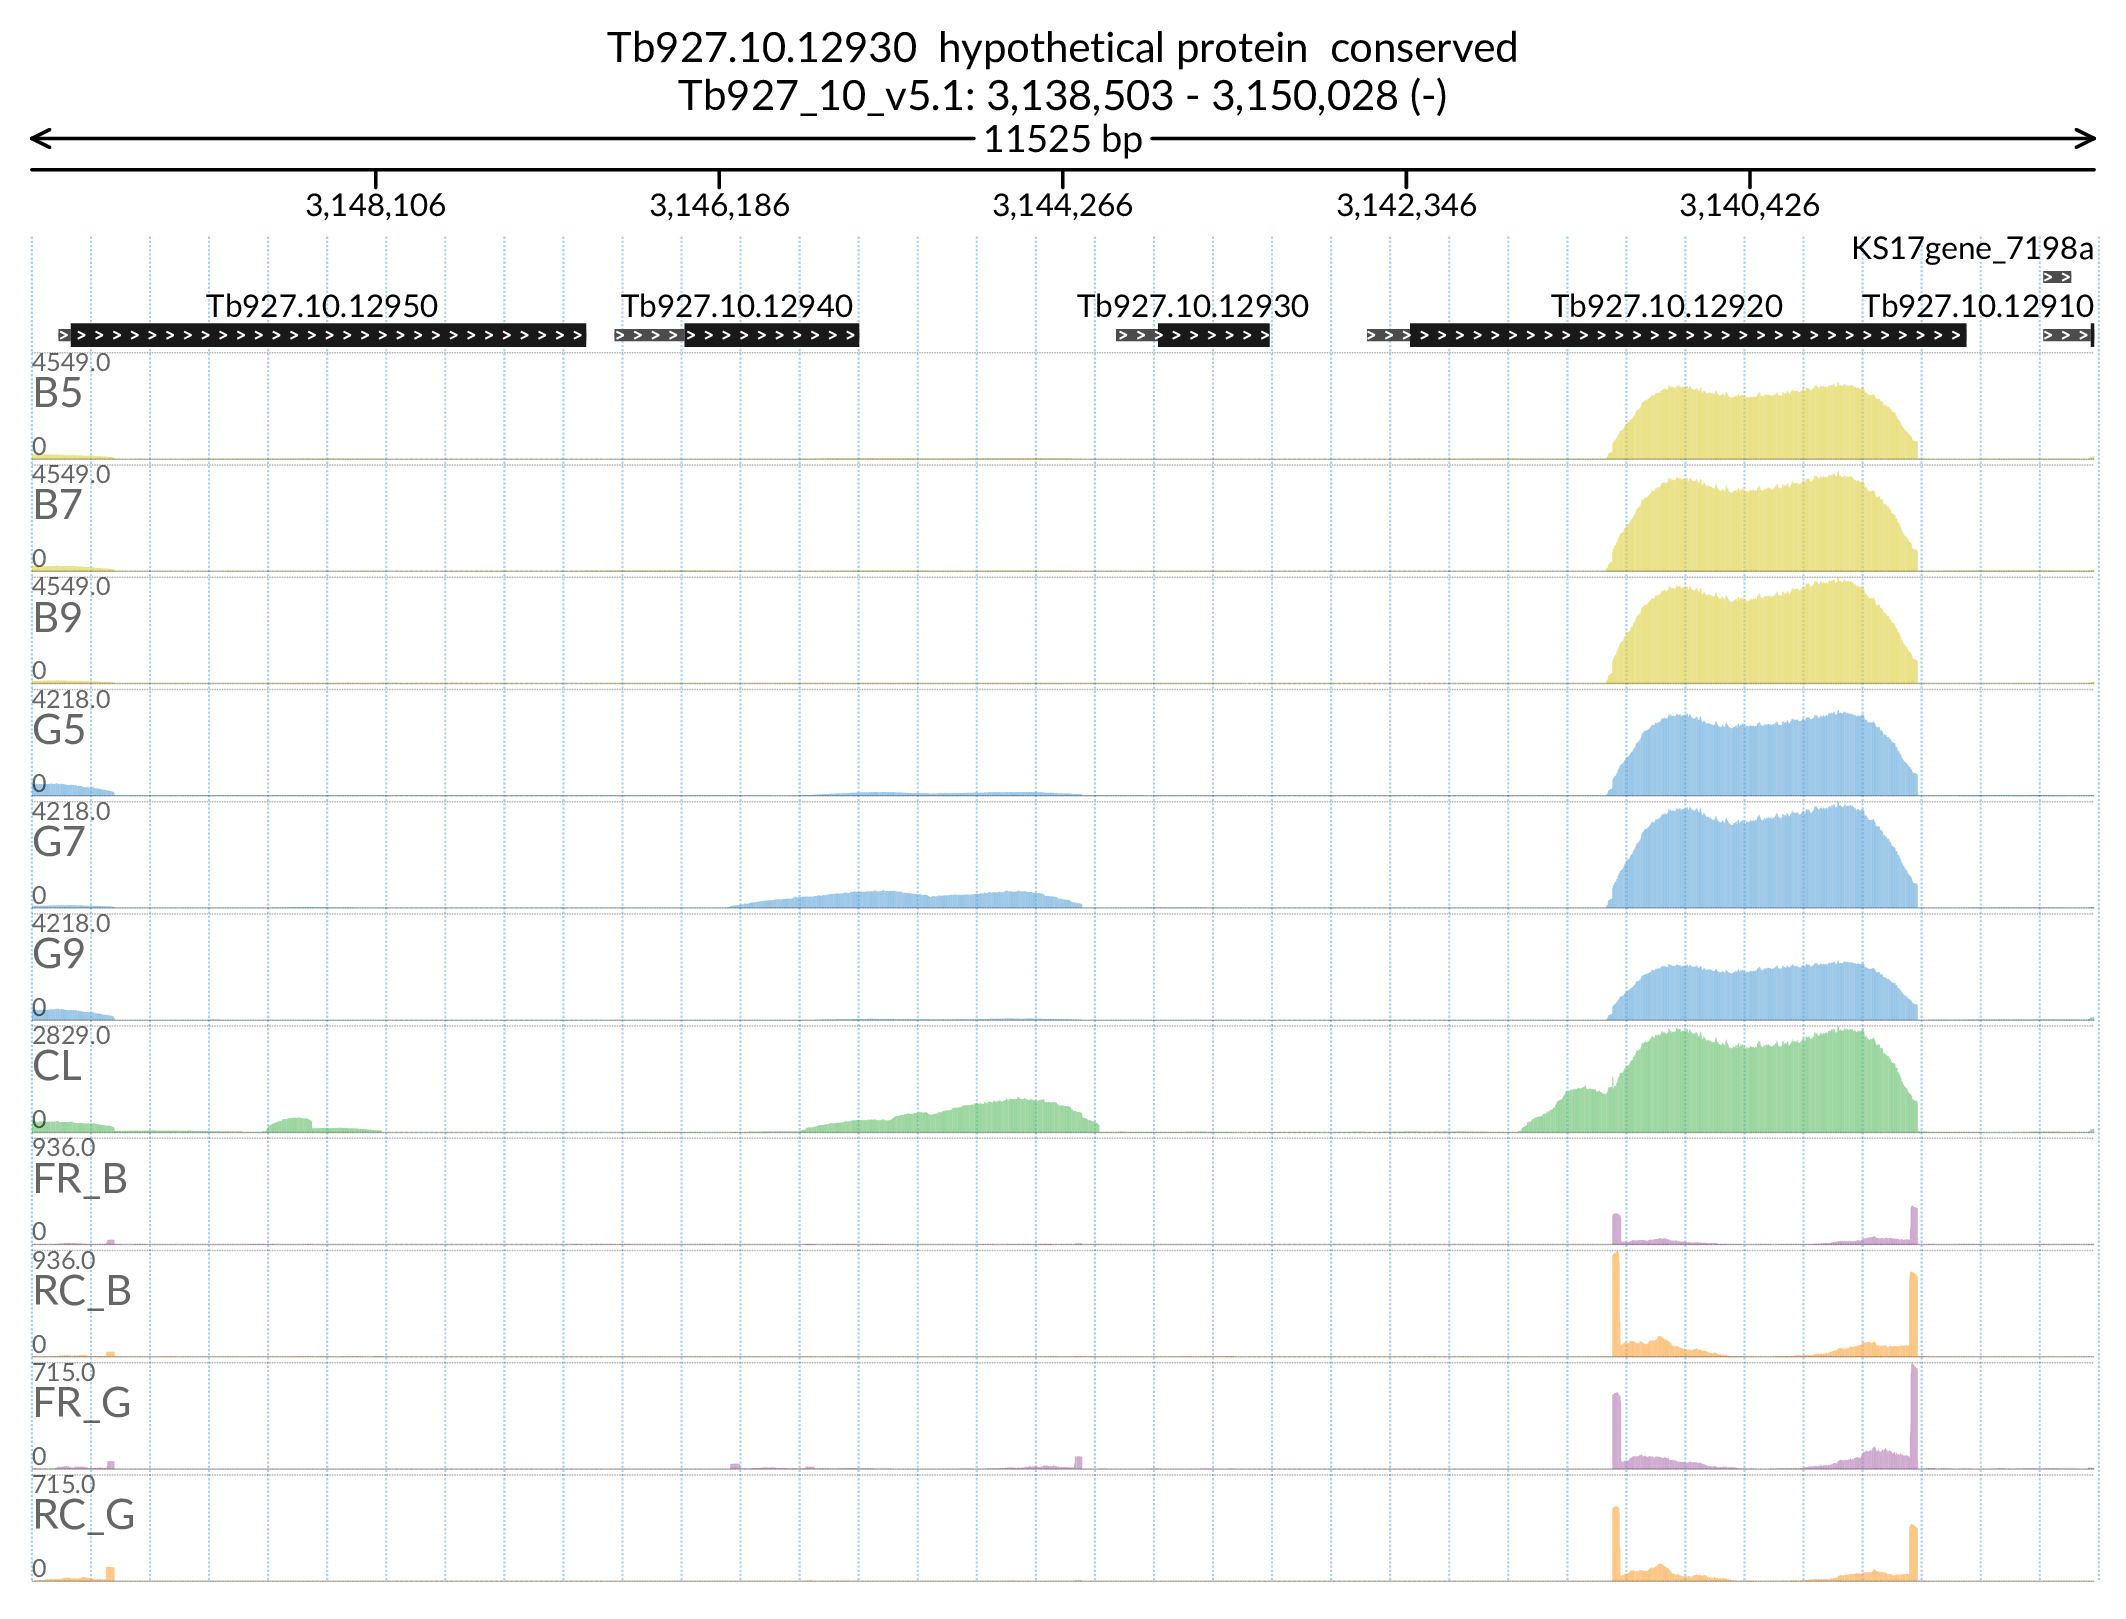 Tb927.10.12930 hypothetical protein conserved
Tb927_10_v5.1: 3,138,503 - 3,150,028 (-)
11525 bp
3,148,106 3,146,186 3,144,266 3,142,346 3,140,426
KS17gene_7198a
Tb927.10.12950 Tb927.10.12940 Tb927.10.12930 Tb927.10.12920 Tb927.10.12910
4549.0
B5
0
4549.0
B7
0
4549.0
B9
0
4218.0
G5
0
4218.0
G7
0
4218.0
G9
0
2829.0
CL
0
936.0
FR_B
0
936.0
RC_B
0
715.0
FR_G
0
715.0
RC_G
0